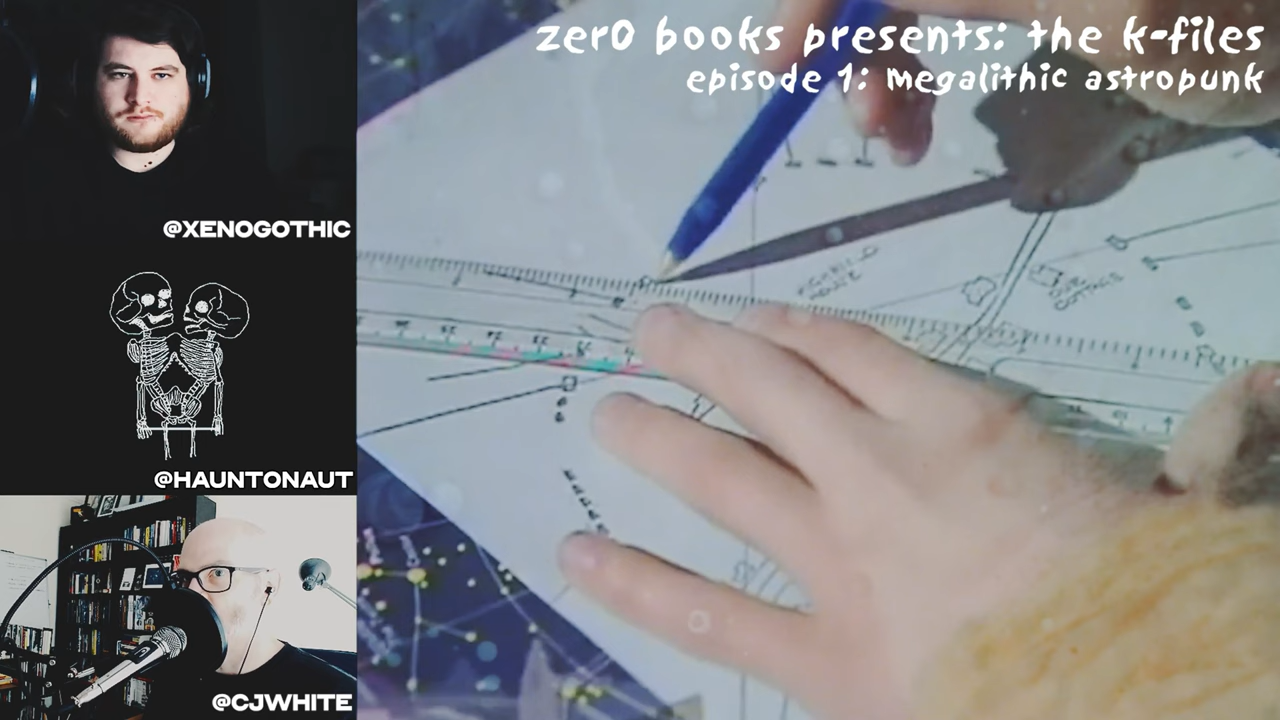 zer0 books presents: the k-files
episode 1: megalithic astropunk
@XENOGOTHIC
@HAUNTONAUT
@CJWHITE